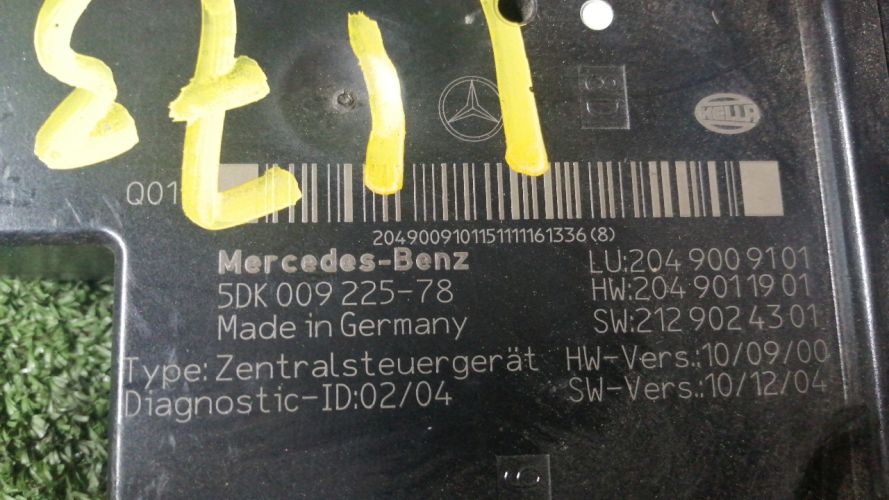 HELLA
Q01
2049009101151111161336(8)
Mercedes-Benz
LU:204 900 91 01
5DK 009 225-78
HW:204 901 19 01
Made in Germany
SW:212 902 43 01
Type: Zentralsteuergerät
HW-Vers.:10/09/00
Diagnostic-ID:02/04
SW-Vers.:10/12/04